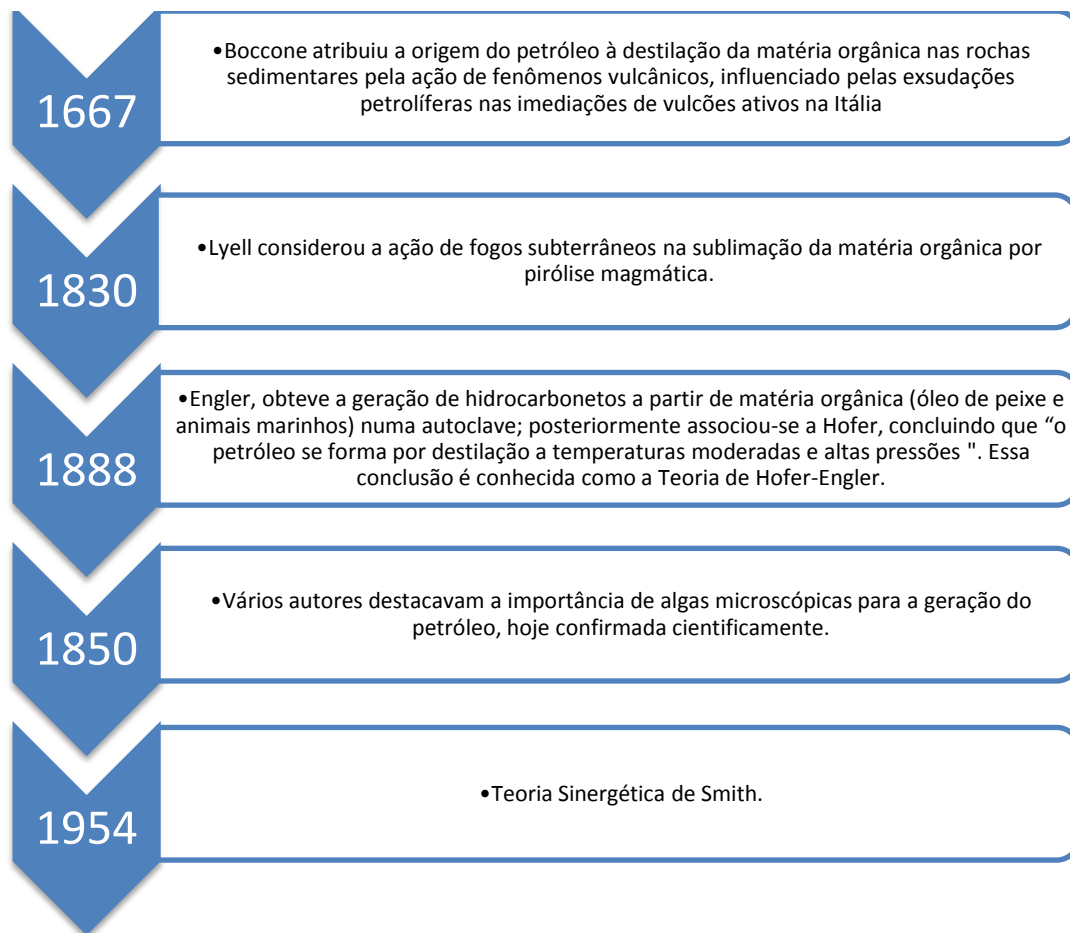 1667
•Boccone atribuiu a origem do petróleo à destilação da matéria orgânica nas rochas
sedimentares pela ação de fenômenos vulcânicos, influenciado pelas exsudações
petrolíferas nas imediações de vulcões ativos na Itália
1830
•Lyell considerou a ação de fogos subterrâneos na sublimação da matéria orgânica por
pirólise magmática.
1888
•Engler, obteve a geração de hidrocarbonetos a partir de matéria orgânica (óleo de peixe e
animais marinhos) numa autoclave; posteriormente associou-se a Hofer, concluindo que “o
petróleo se forma por destilação a temperaturas moderadas e altas pressões ". Essa
conclusão é conhecida como a Teoria de Hofer-Engler.
1850
•Vários autores destacavam a importância de algas microscópicas para a geração do
petróleo, hoje confirmada cientificamente.
1954
•Teoria Sinergética de Smith.